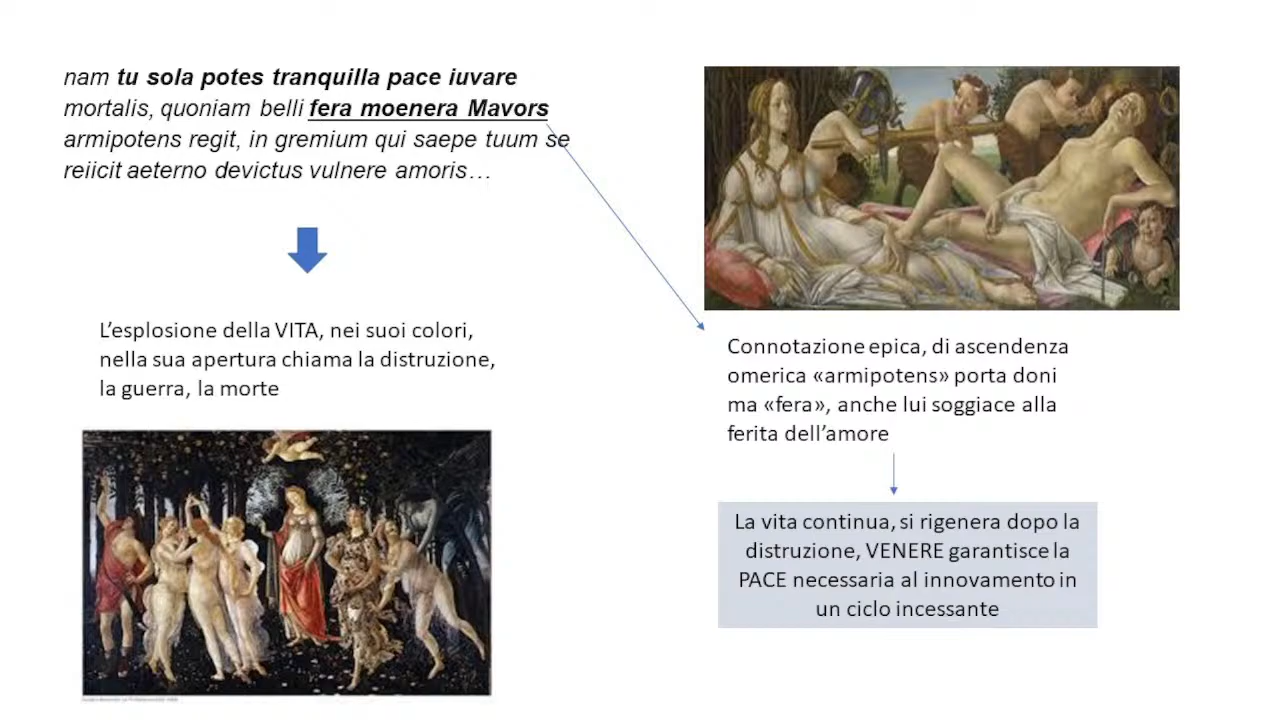 nam tu sola potes tranquilla pace iuvare
mortalis, quoniam belli fera moenera Mavors
armipotens regit, in gremium qui saepe tuum se
reiicit aeterno devictus vulnere amoris…
L’esplosione della VITA, nei suoi colori,
nella sua apertura chiama la distruzione,
la guerra, la morte
Connotazione epica, di ascendenza
omerica «armipotens» porta doni
ma «fera», anche lui soggiace alla
ferita dell’amore
La vita continua, si rigenera dopo la
distruzione, VENERE garantisce la
PACE necessaria al innovamento in
un ciclo incessante